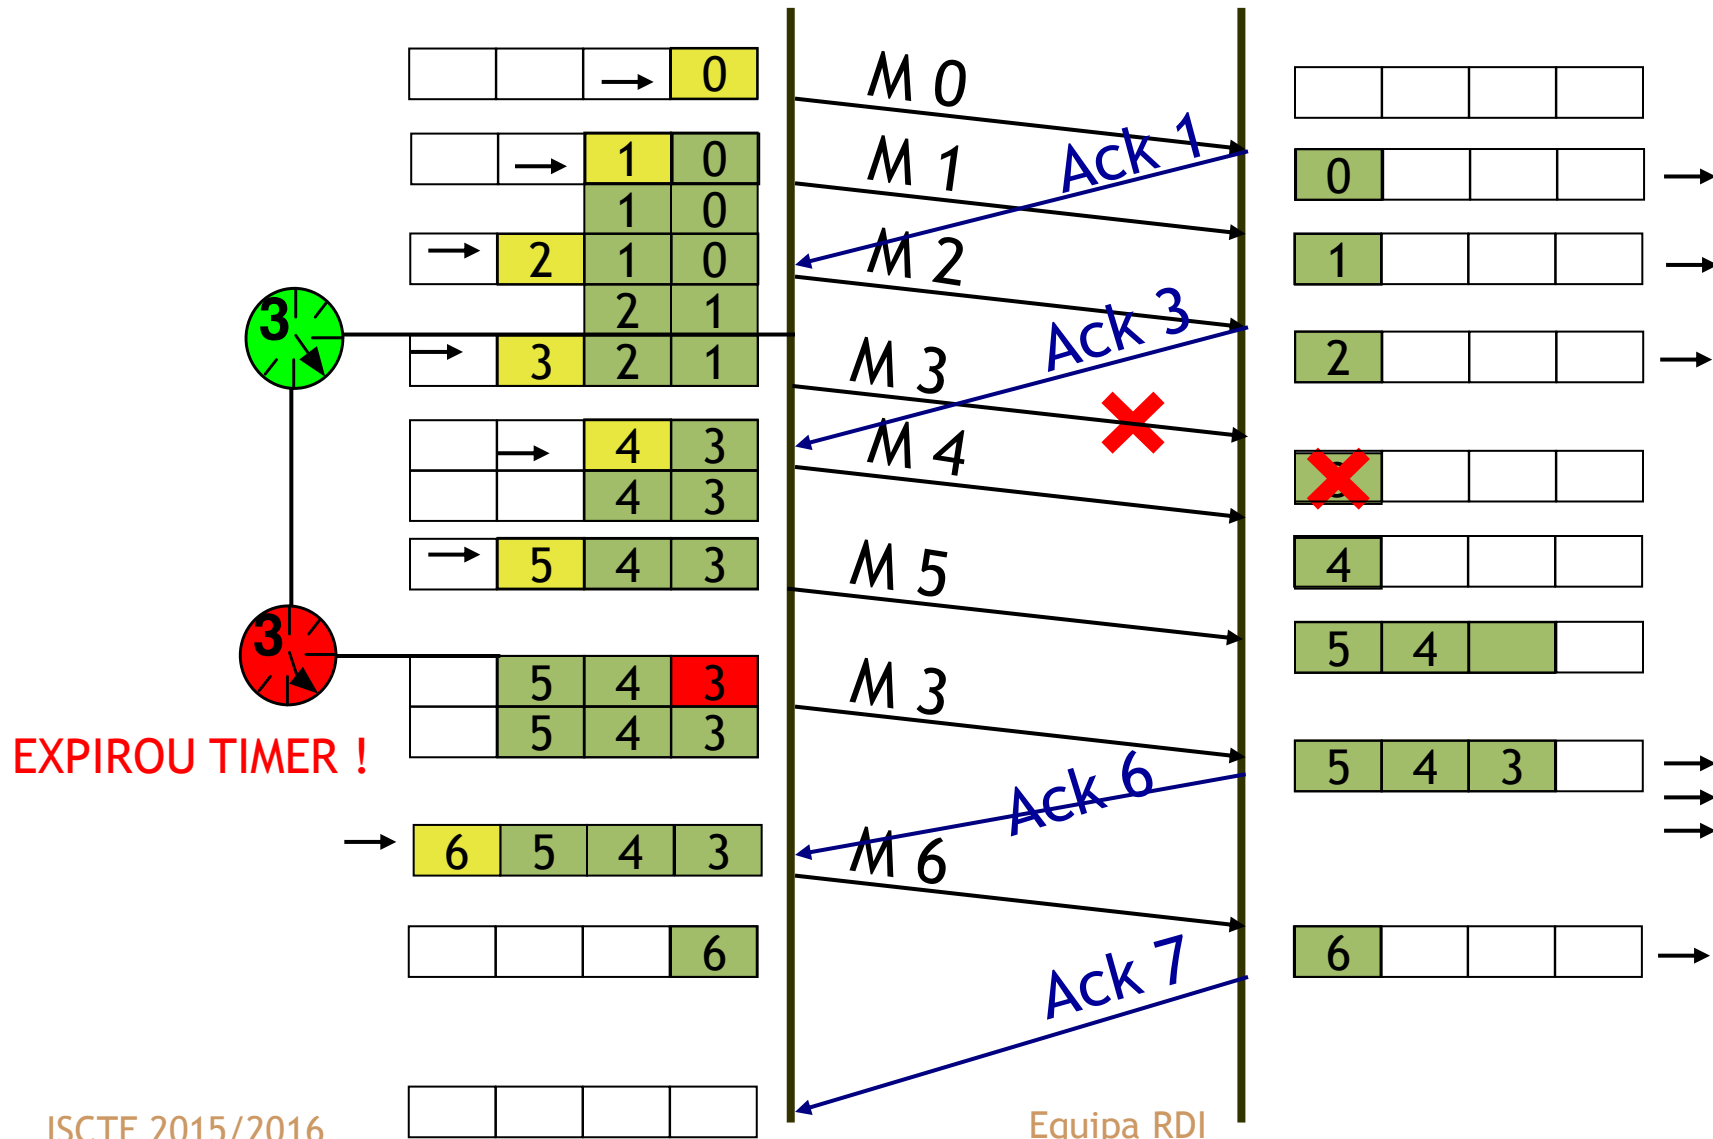 0 M 0
1 0 M 1 Ack 1 0
1 0
2 1 0 M 2 1
2 1
3
3 2 1 M 3 Ack 3 2
4 3 M 4
4 3
5 4 3 M 5 4
5 4
3
5 4 3 M 3
5 4 3
EXPIROU TIMER !
Ack 6 5 4 3
6 5 4 3 M 6
6 Ack 7 6
ISCTE 2015/2016 Equipa RDI